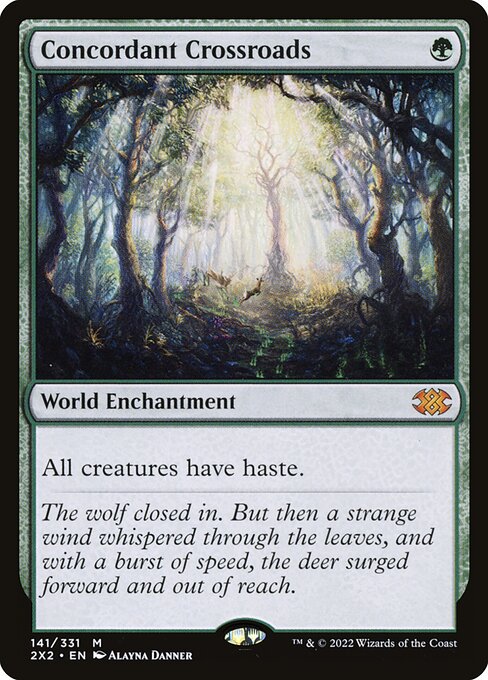 Concordant Crossroads
World Enchantment
All creatures have haste.
The wolf closed in. But then a strange
wind whispered through the leaves, and
with a burst of speed, the deer surged
forward and out of reach.
141/331 M
2X2 • EN Alayna Danner
™ & © 2022 Wizards of the Coast